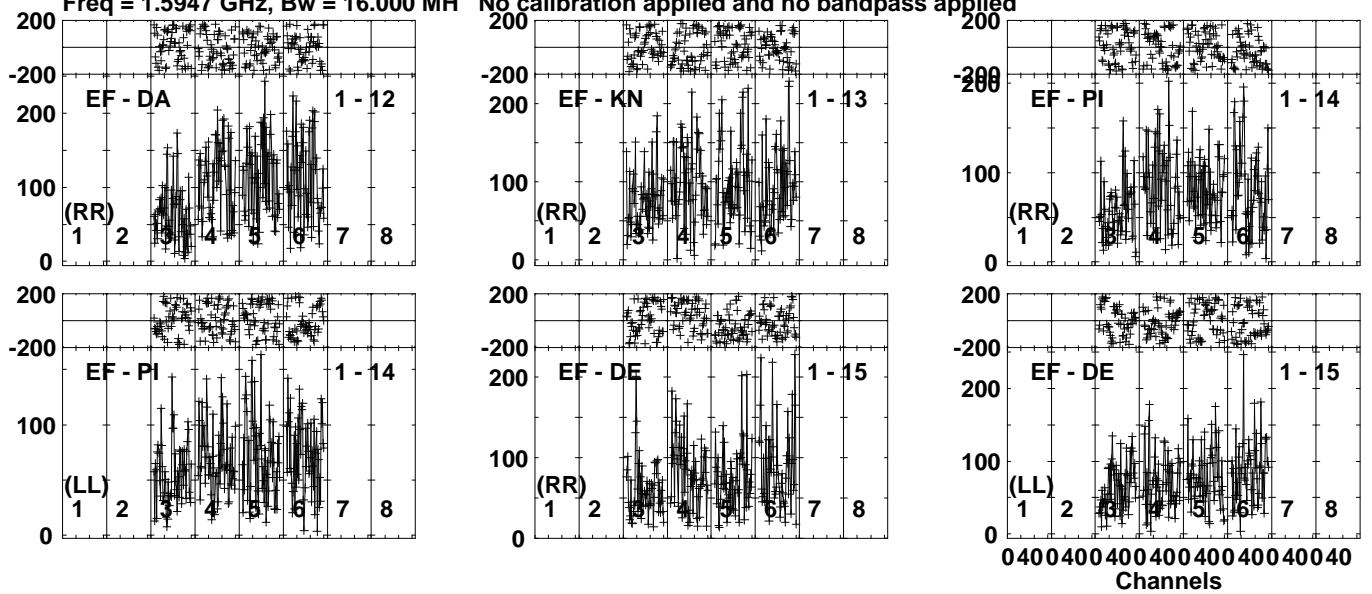 Freq = 1.5947 GHz, Bw = 16.000 MH No calibration applied and no bandpass applied
200
-200
200 EF - DA 1 - 12
100
(RR)
1 2 3 4 5 6 7 8
0
200
-200
200 EF - KN 1 - 13
100
(RR)
1 2 3 4 5 6 7 8
0
200
-200
200 EF - PI 1 - 14
100
(RR)
1 2 3 4 5 6 7 8
0
200
-200
EF - PI 1 - 14
100
(LL)
1 2 3 4 5 6 7 8
0
200
-200
200 EF - DE 1 - 15
100
(RR)
1 2 3 4 5 6 7 8
0
200
-200
200 EF - DE 1 - 15
100
(LL)
1 2 3 4 5 6 7 8
0
0 40 0 40 0 40 0 40 0 40 0 40 0 40 0 40
Channels